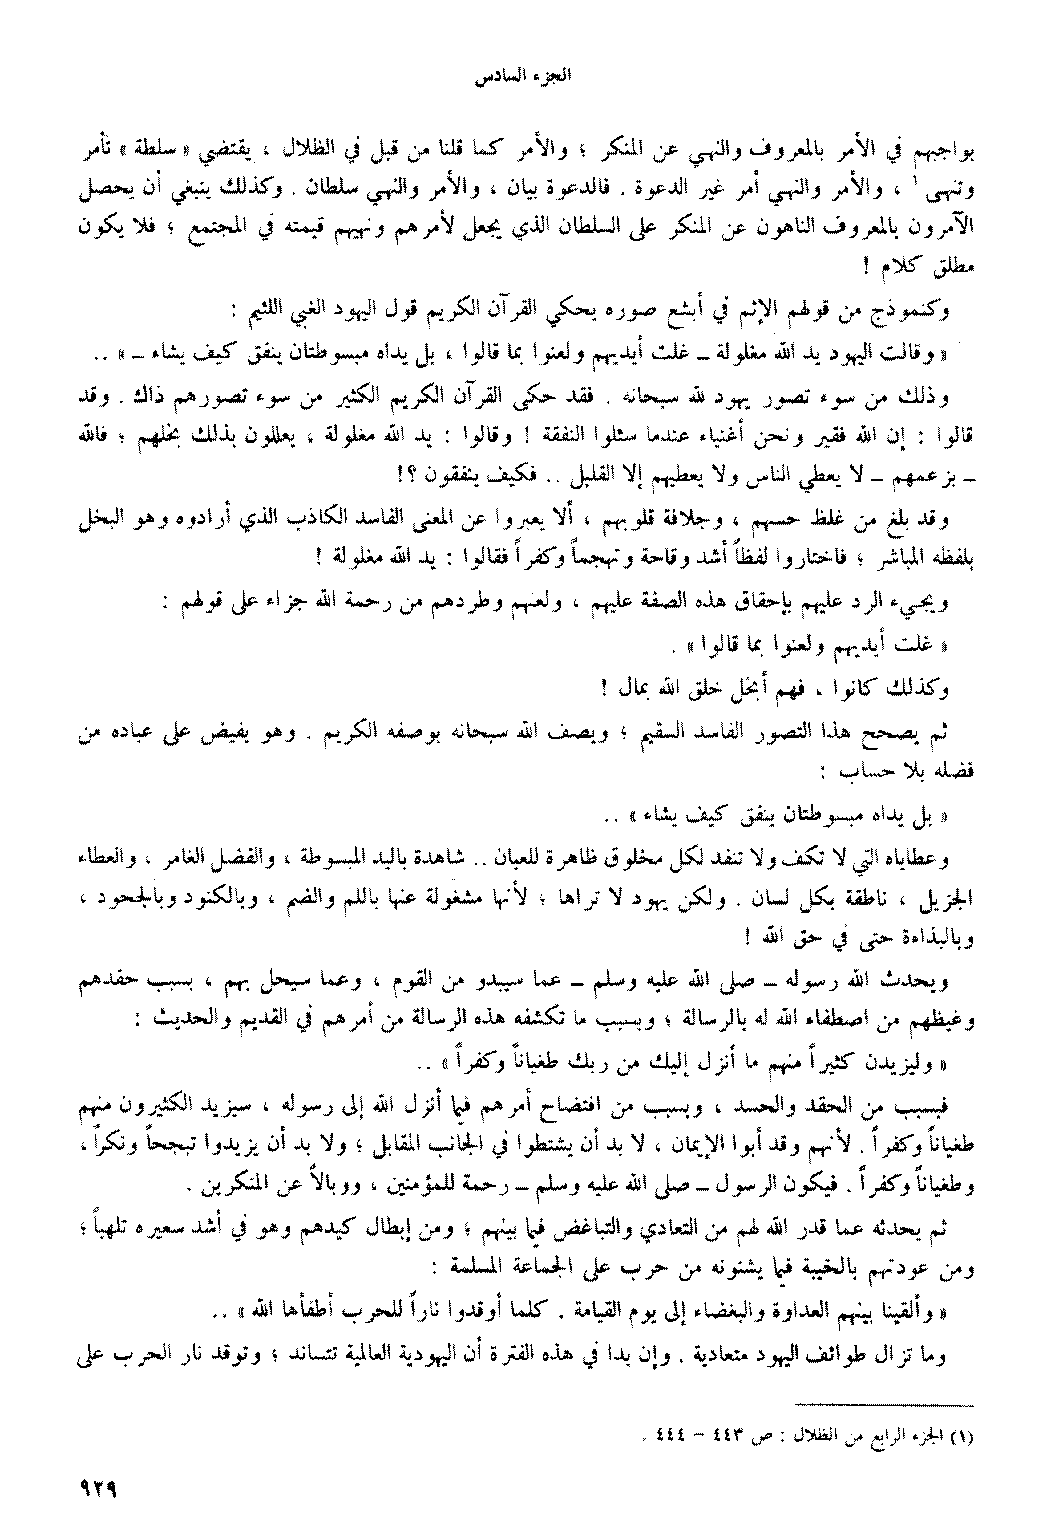 الجزء السادس
بواجبهم في الأمر بالمعروف والنهي عن المنكر ؛ والأمر كما قلنا من قبل في الظلال ، يقتضي « سلطة » تأمر
وتنهى ١ ، والأمر والنهي أمر غير الدعوة . فالدعوة بيان ، والأمر والنهي سلطان . وكذلك ينبغي أن يحصل
الآمرون بالمعروف الناهون عن المنكر على السلطان الذي يجعل لأمرهم ونهيهم قيمته في المجتمع ؛ فلا يكون
مطلق كلام !
وكنموذج من قولهم الإثم في أبشع صوره يحكي القرآن الكريم قول اليهود الغبي اللئيم :
« وقالت اليهود يد الله مغلولة – غلت أيديهم ولعنوا بما قالوا ، بل يداه مبسوطتان ينفق كيف يشاء – » ..
وذلك من سوء تصور يهود لله سبحانه . فقد حكى القرآن الكريم الكثير من سوء تصورهم ذاك . وقد
قالوا : إن الله فقير ونحن أغنياء عندما سئلوا النفقة ! وقالوا : يد الله مغلولة ، يعللون بذلك بخلهم ؛ فالله
– بزعمهم – لا يعطي الناس ولا يعطيهم إلا القليل .. فكيف ينفقون ؟!
وقد بلغ من غلظ حسهم ، وجلافة قلوبهم ، ألا يعبروا عن المعنى الفاسد الكاذب الذي أرادوه وهو البخل
بلفظه المباشر ؛ فاختاروا لفظاً أشد وقاحة وتهجماً وكفراً فقالوا : يد الله مغلولة !
ويجيء الرد عليهم بإحقاق هذه الصفة عليهم ، ولعنهم وطردهم من رحمة الله جزاء على قولهم :
« غلت أيديهم ولعنوا بما قالوا » .
وكذلك كانوا ، فهم أبخل خلق الله بمال !
ثم يصحح هذا التصور الفاسد السقيم ؛ ويصف الله سبحانه بوصفه الكريم . وهو يفيض على عباده من
فضله بلا حساب :
« بل يداه مبسوطتان ينفق كيف يشاء » ..
وعطاياه التي لا تكف ولا تنفد لكل مخلوق ظاهرة للعيان .. شاهدة باليد المبسوطة ، والفضل الغامر ، والعطاء
الجزيل ، ناطقة بكل لسان . ولكن يهود لا تراها ؛ لأنها مشغولة عنها باللم والضم ، وبالكنود وبالجحود ،
وبالبذاءة حتى في حق الله !
ويحدث الله رسوله – صلى الله عليه وسلم – عما سيبدو من القوم ، وعما سيحل بهم ، بسبب حقدهم
وغيظهم من اصطفاء الله له بالرسالة ؛ وبسبب ما تكشفه هذه الرسالة من أمرهم في القديم والحديث :
« وليزيدن كثيراً منهم ما أنزل إليك من ربك طغياناً وكفراً » ..
فبسبب من الحقد والحسد ، وبسبب من افتضاح أمرهم فيما أنزل الله إلى رسوله ، سيزيد الكثيرون منهم
طغياناً وكفراً . لأنهم وقد أبوا الإيمان ، لا بد أن يشتطوا في الجانب المقابل ؛ ولا بد أن يزيدوا تبجحاً ونكراً ،
وطغياناً وكفراً . فيكون الرسول – صلى الله عليه وسلم – رحمة للمؤمنين ، ووبالاً عن المنكرين .
ثم يحدثه عما قدر الله لهم من التعادي والتباغض فيما بينهم ؛ ومن إبطال كيدهم وهو في أشد سعيره تلهباً ؛
ومن عودتهم بالخيبة فيما يشنونه من حرب على الجماعة المسلمة :
« وألقينا بينهم العداوة والبغضاء إلى يوم القيامة . كلما أوقدوا ناراً للحرب أطفأها الله » ..
وما تزال طوائف اليهود متعادية . وإن بدا في هذه الفترة أن اليهودية العالمية تتساند ؛ وتوقد نار الحرب على
(١) الجزء الرابع من الظلال : ص ٤٤٣ – ٤٤٤ .
٩٢٩